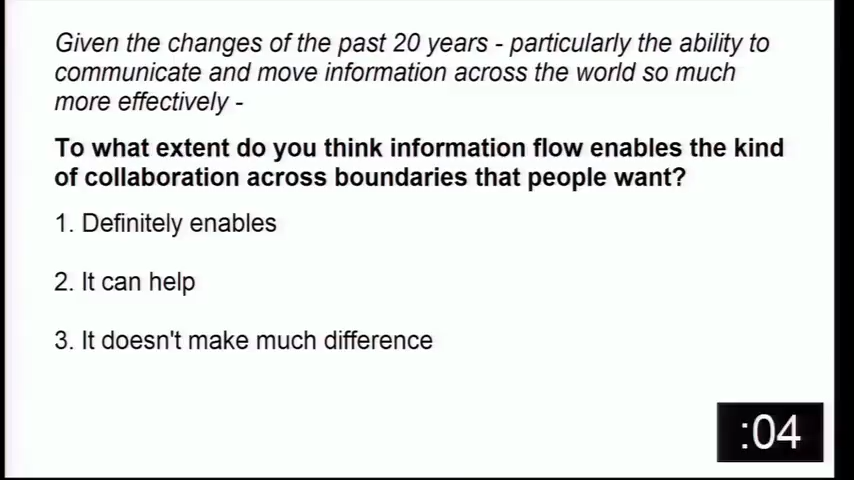 Given the changes of the past 20 years - particularly the ability to
communicate and move information across the world so much
more effectively -
To what extent do you think information flow enables the kind
of collaboration across boundaries that people want?
1. Definitely enables
2. It can help
3. It doesn't make much difference
:04